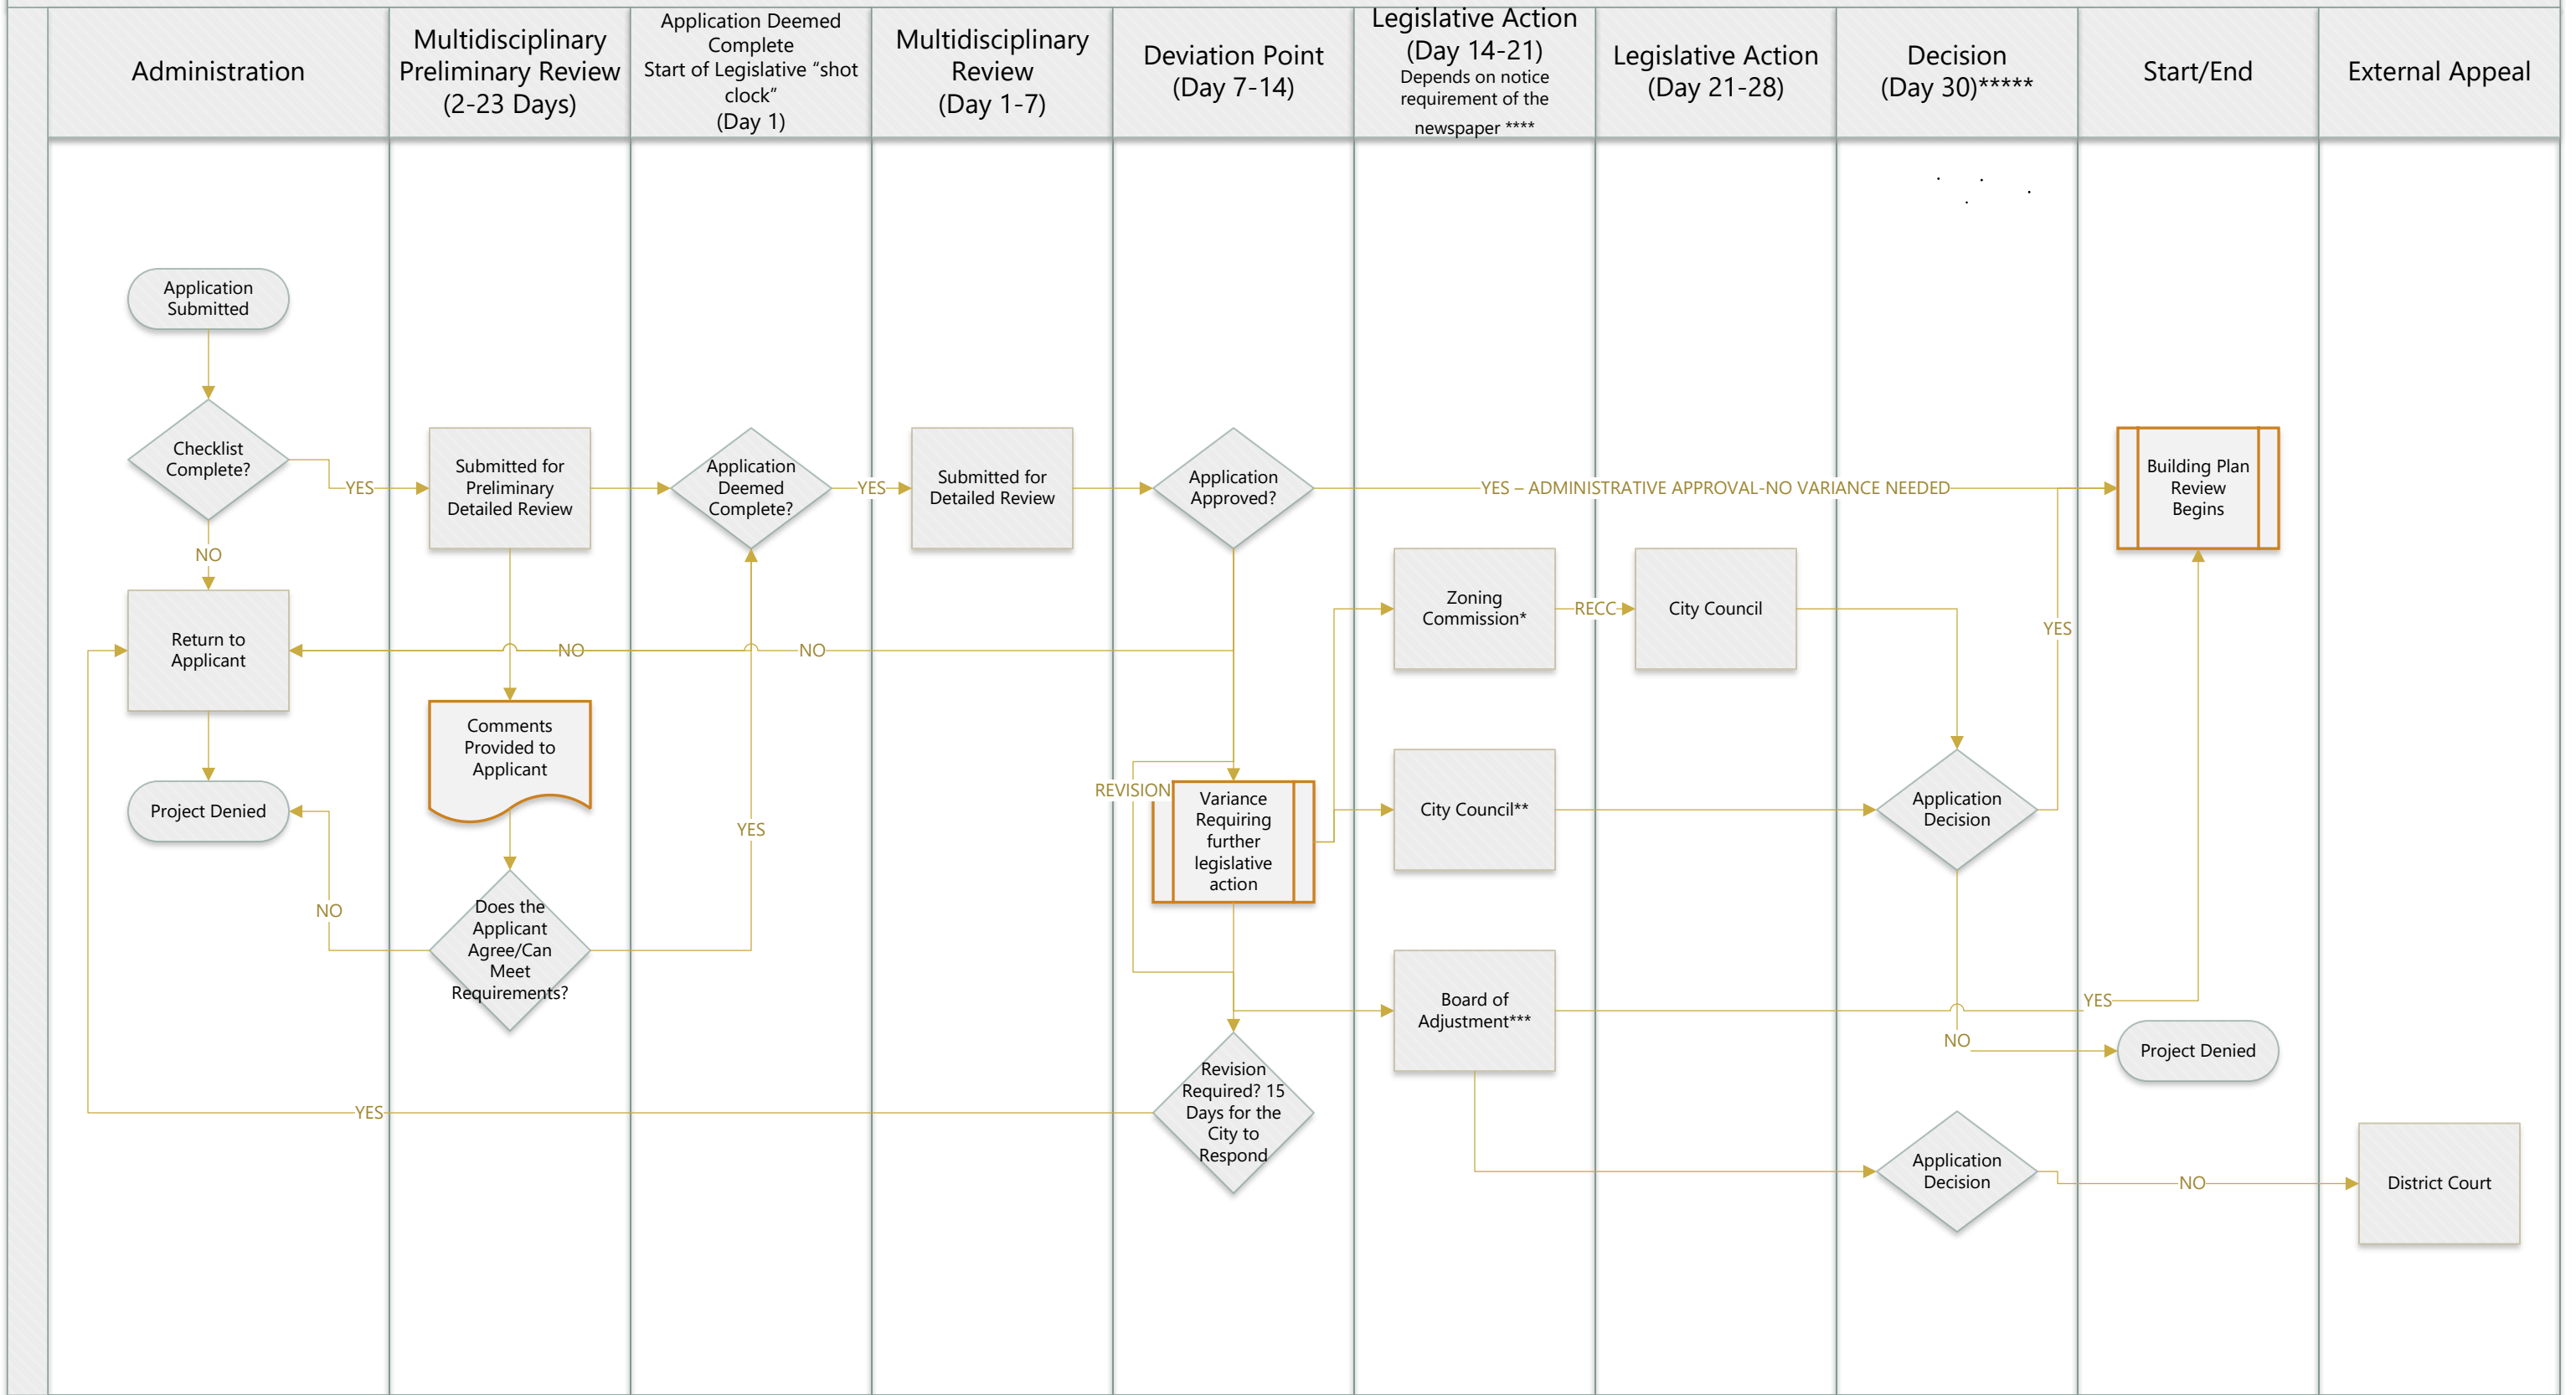 Administration
Multidisciplinary
Preliminary Review
(2-23 Days)
Application Deemed
Complete
Start of Legislative “shot
clock”
(Day 1)
Multidisciplinary
Review
(Day 1-7)
Deviation Point
(Day 7-14)
Legislative Action
(Day 14-21)
Depends on notice
requirement of the
newspaper ****
Legislative Action
(Day 21-28)
Decision
(Day 30)*****
Start/End
External Appeal
Application
Submitted
Checklist
Complete?
YES
NO
Submitted for
Preliminary
Detailed Review
Application
Deemed
Complete?
YES
Submitted for
Detailed Review
Application
Approved?
YES – ADMINISTRATIVE APPROVAL-NO VARIANCE NEEDED
Building Plan
Review
Begins
Return to
Applicant
NO
NO
Zoning
Commission*
RECC
City Council
YES
Comments
Provided to
Applicant
Project Denied
NO
YES
REVISION
Variance
Requiring
further
legislative
action
City Council**
Application
Decision
Does the
Applicant
Agree/Can
Meet
Requirements?
Board of
Adjustment***
YES
NO
Project Denied
Revision
Required? 15
Days for the
City to
Respond
YES
Application
Decision
NO
District Court